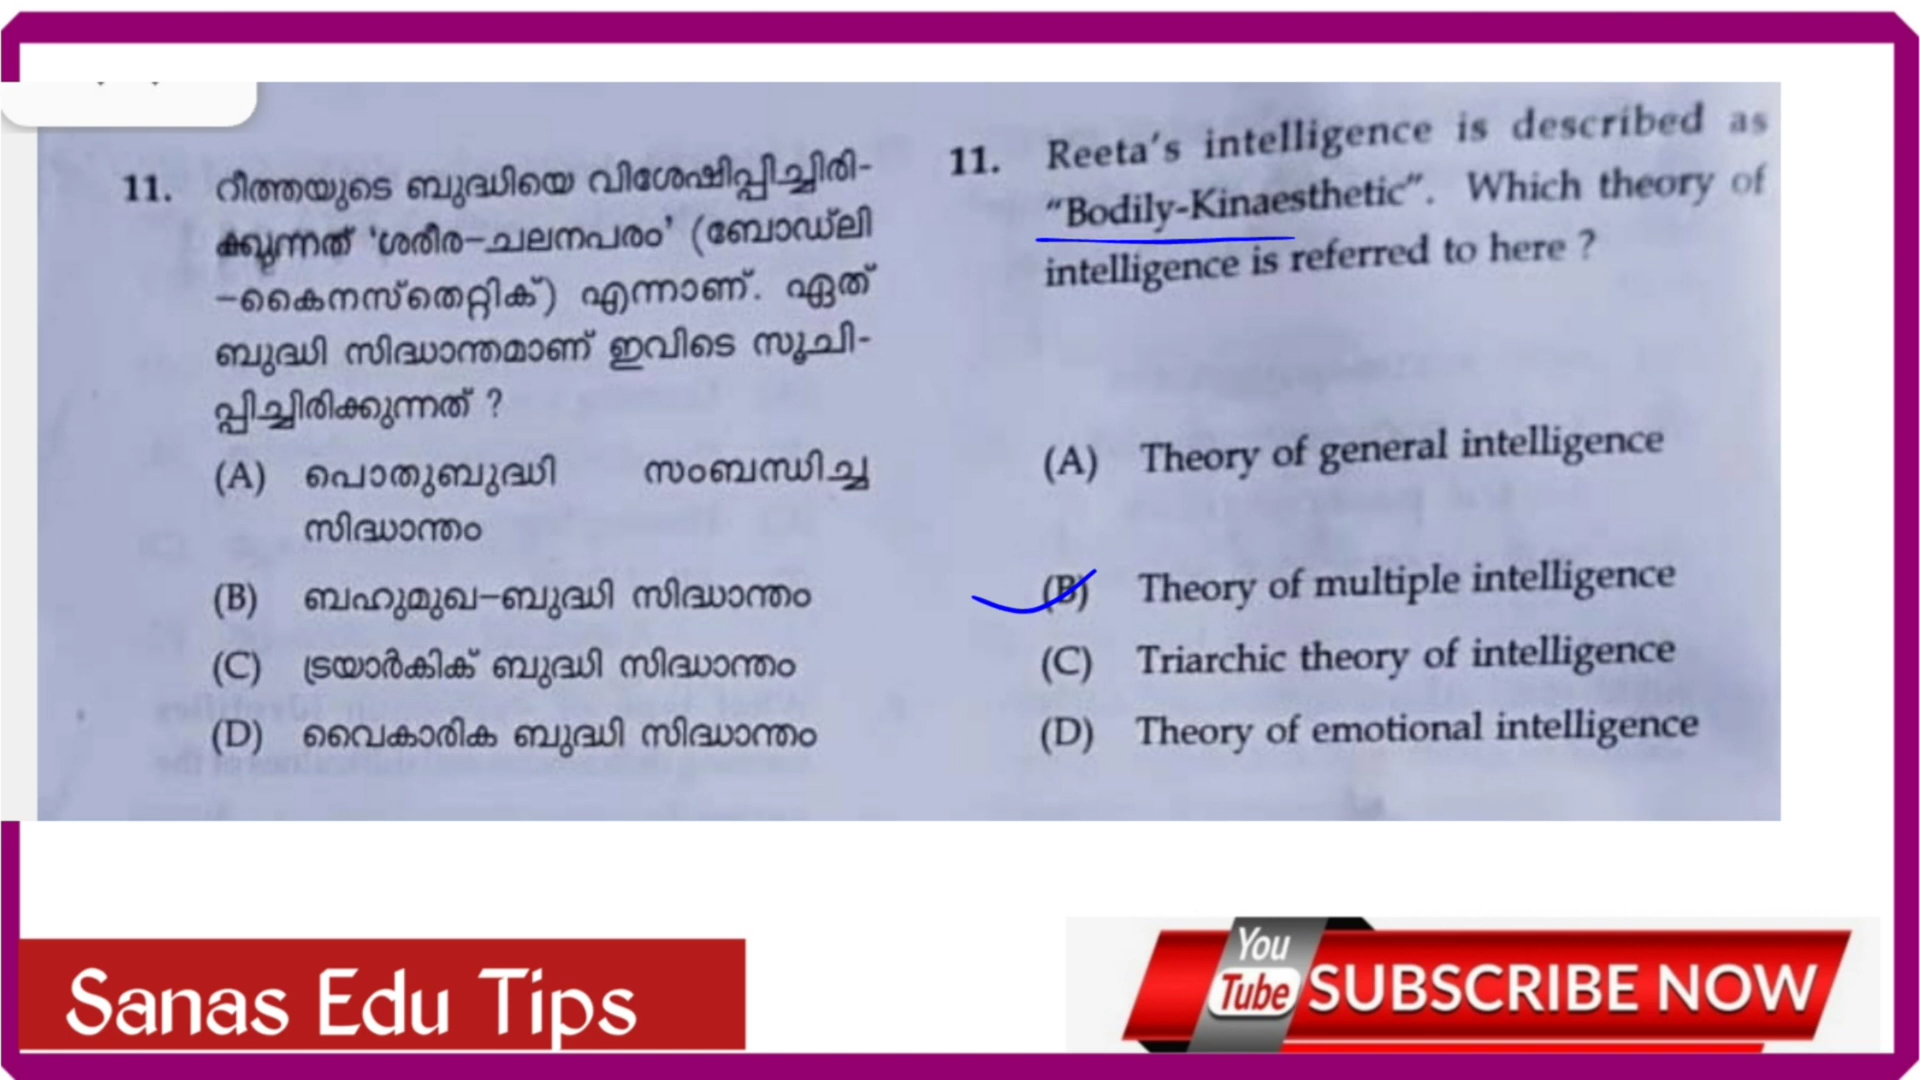 11. റീത്തയുടെ ബുദ്ധിയെ വിശേഷിപ്പിച്ചിരി-
ക്കുന്നത് 'ശരീര-ചലനപരം' (ബോഡ്‌ലി
-കൈനസ്തെറ്റിക്) എന്നാണ്. ഏത്
ബുദ്ധി സിദ്ധാന്തമാണ് ഇവിടെ സൂചി-
പ്പിച്ചിരിക്കുന്നത് ?
(A) പൊതുബുദ്ധി സംബന്ധിച്ച
സിദ്ധാന്തം
(B) ബഹുമുഖ-ബുദ്ധി സിദ്ധാന്തം
(C) ട്രയാർകിക് ബുദ്ധി സിദ്ധാന്തം
(D) വൈകാരിക ബുദ്ധി സിദ്ധാന്തം
11. Reeta's intelligence is described as
"Bodily-Kinaesthetic". Which theory of
intelligence is referred to here ?
(A) Theory of general intelligence
(B) Theory of multiple intelligence
(C) Triarchic theory of intelligence
(D) Theory of emotional intelligence
Sanas Edu Tips
You
Tube SUBSCRIBE NOW